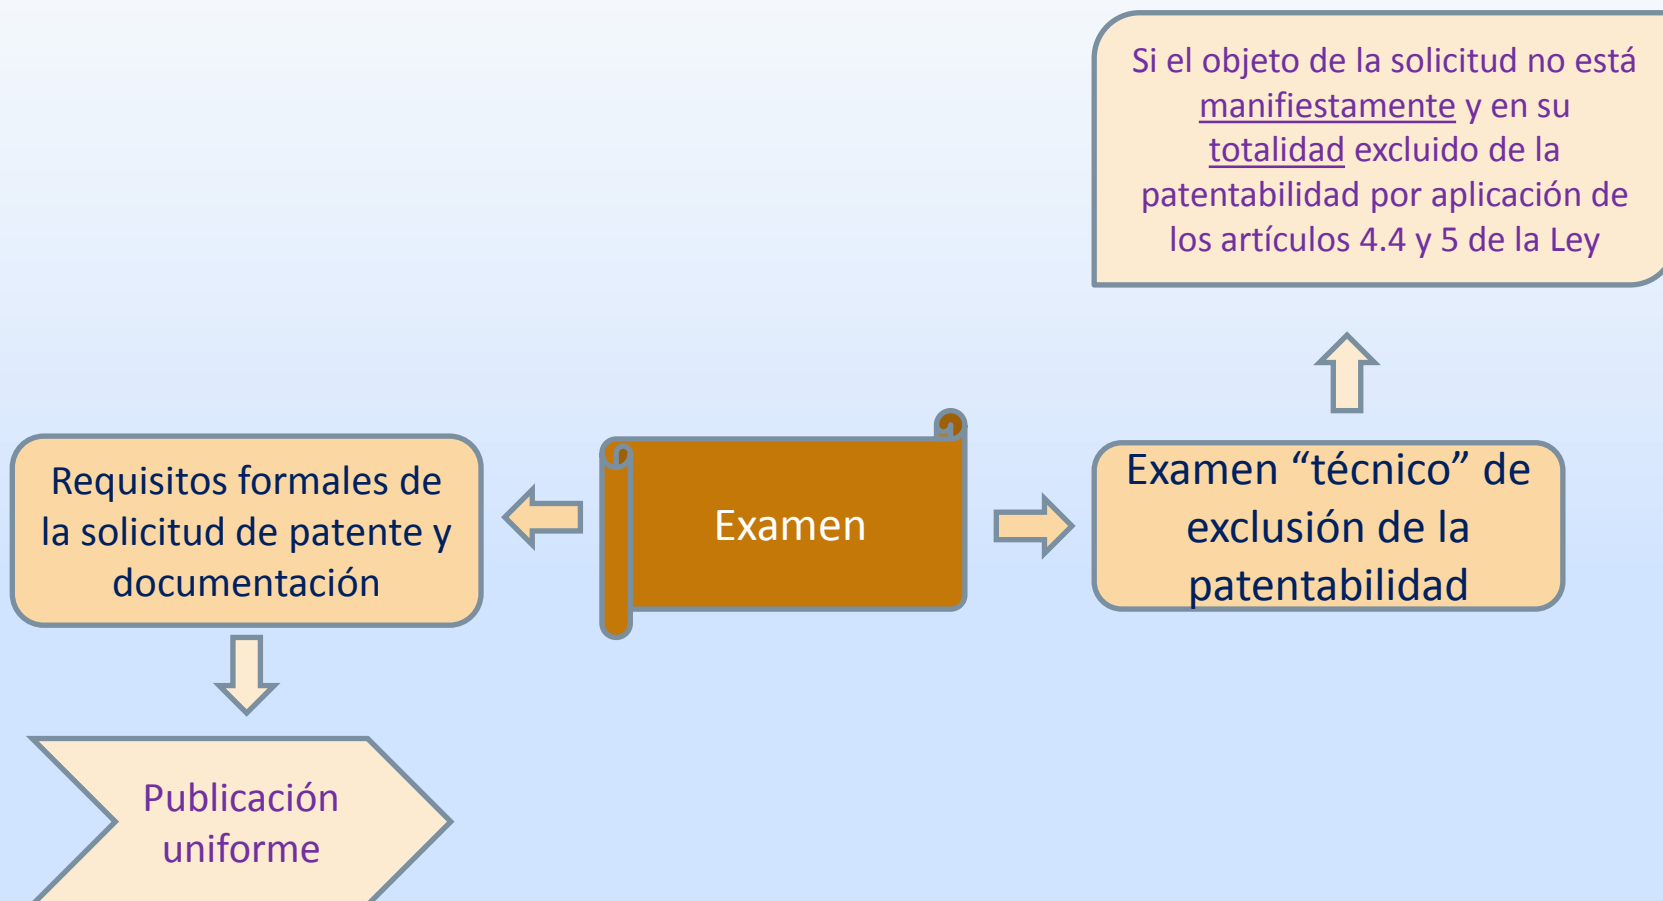 Si el objeto de la solicitud no está
manifiestamente y en su
totalidad excluido de la
patentabilidad por aplicación de
los artículos 4.4 y 5 de la Ley
Requisitos formales de
la solicitud de patente y
documentación
Examen
Examen “técnico” de
exclusión de la
patentabilidad
Publicación
uniforme